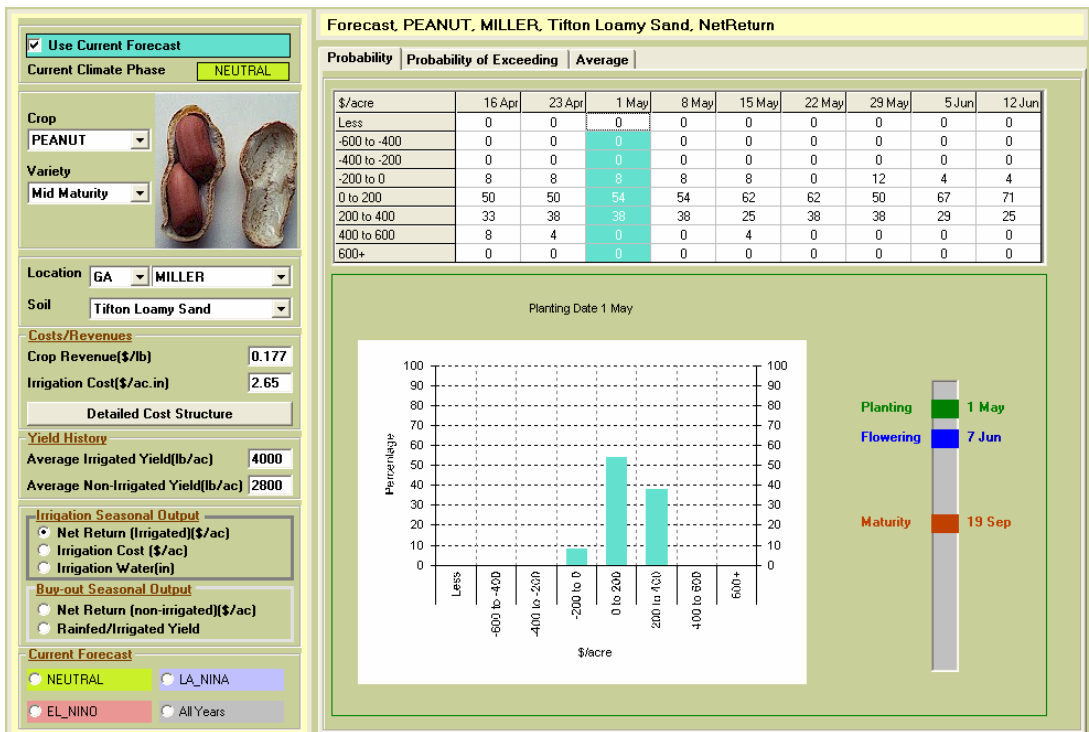 Forecast, PEANUT, MILLER, Tifton Loamy Sand, NetReturn
Use Current Forecast
Current Climate Phase NEUTRAL
Crop
PEANUT
Variety
Mid Maturity
Location GA MILLER
Soil Tifton Loamy Sand
Costs/Revenues
Crop Revenue($/lb) 0.177
Irrigation Cost($/ac.in) 2.65
Detailed Cost Structure
Yield History
Average Irrigated Yield(lb/ac) 4000
Average Non-Irrigated Yield(lb/ac) 2800
Irrigation Seasonal Output
Net Return (Irrigated)($/ac)
Irrigation Cost ($/ac)
Irrigation Water(in)
Buy-out Seasonal Output
Net Return (non-irrigated)($/ac)
Rainfed/Irrigated Yield
Current Forecast
NEUTRAL LA_NINA
EL_NINO All Years
Probability Probability of Exceeding Average
$/acre 16 Apr 23 Apr 1 May 8 May 15 May 22 May 29 May 5 Jun 12 Jun
Less 0 0 0 0 0 0 0 0 0
-600 to -400 0 0 0 0 0 0 0 0 0
-400 to -200 0 0 0 0 0 0 0 0 0
-200 to 0 8 8 8 8 8 0 12 4 4
0 to 200 50 50 54 54 62 62 50 67 71
200 to 400 33 38 38 38 25 38 38 29 25
400 to 600 8 4 0 0 4 0 0 0 0
600+ 0 0 0 0 0 0 0 0 0
Planting Date 1 May
100 100
90 90
80 80
70 70
60 60
50 50
40 40
30 30
20 20
10 10
0 0
Percentage
Less -600 to -400 -400 to -200 -200 to 0 0 to 200 200 to 400 400 to 600 600+
$/acre
Planting 1 May
Flowering 7 Jun
Maturity 19 Sep